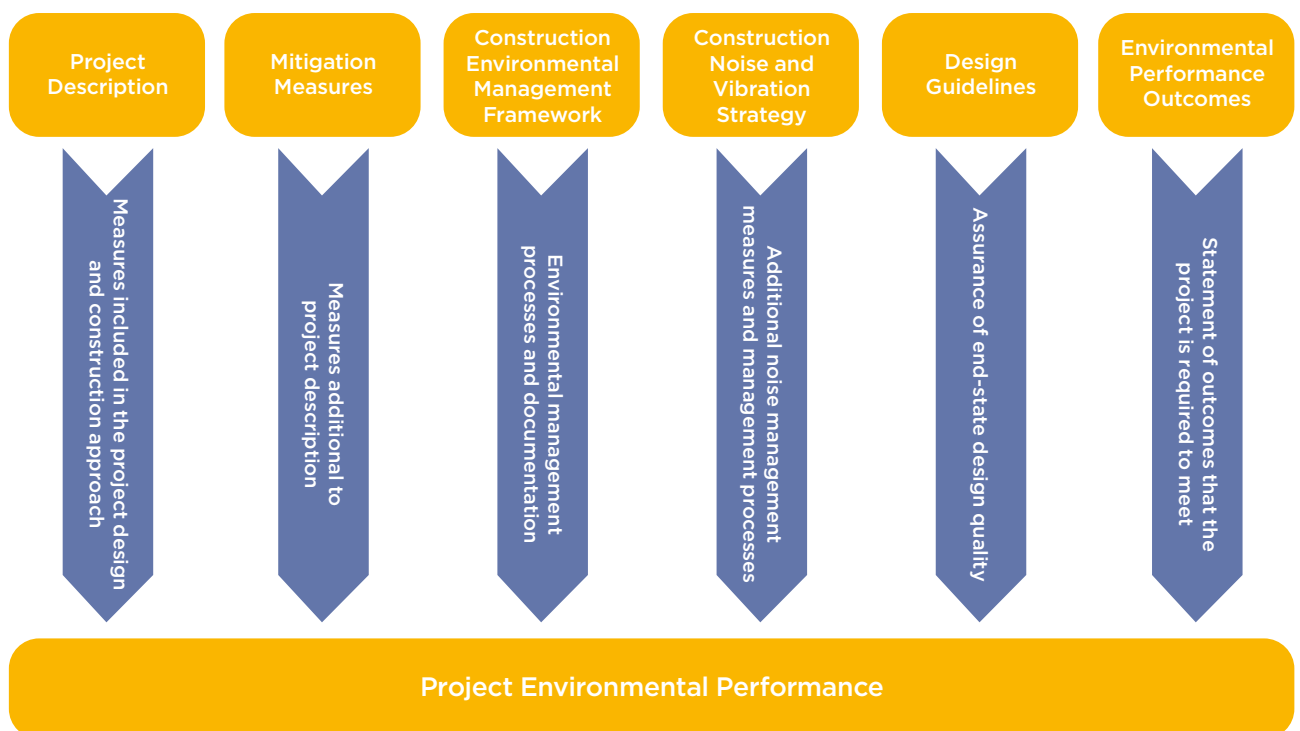 Project
Description
Mitigation
Measures
Construction
Environmental
Management
Framework
Construction
Noise and
Vibration
Strategy
Design
Guidelines
Environmental
Performance
Outcomes
Measures included in the project design
and construction approach
Measures additional to
project description
Environmental management
processes and documentation
Additional noise management
measures and management processes
Assurance of end-state design quality
Statement of outcomes that the
project is required to meet
Project Environmental Performance